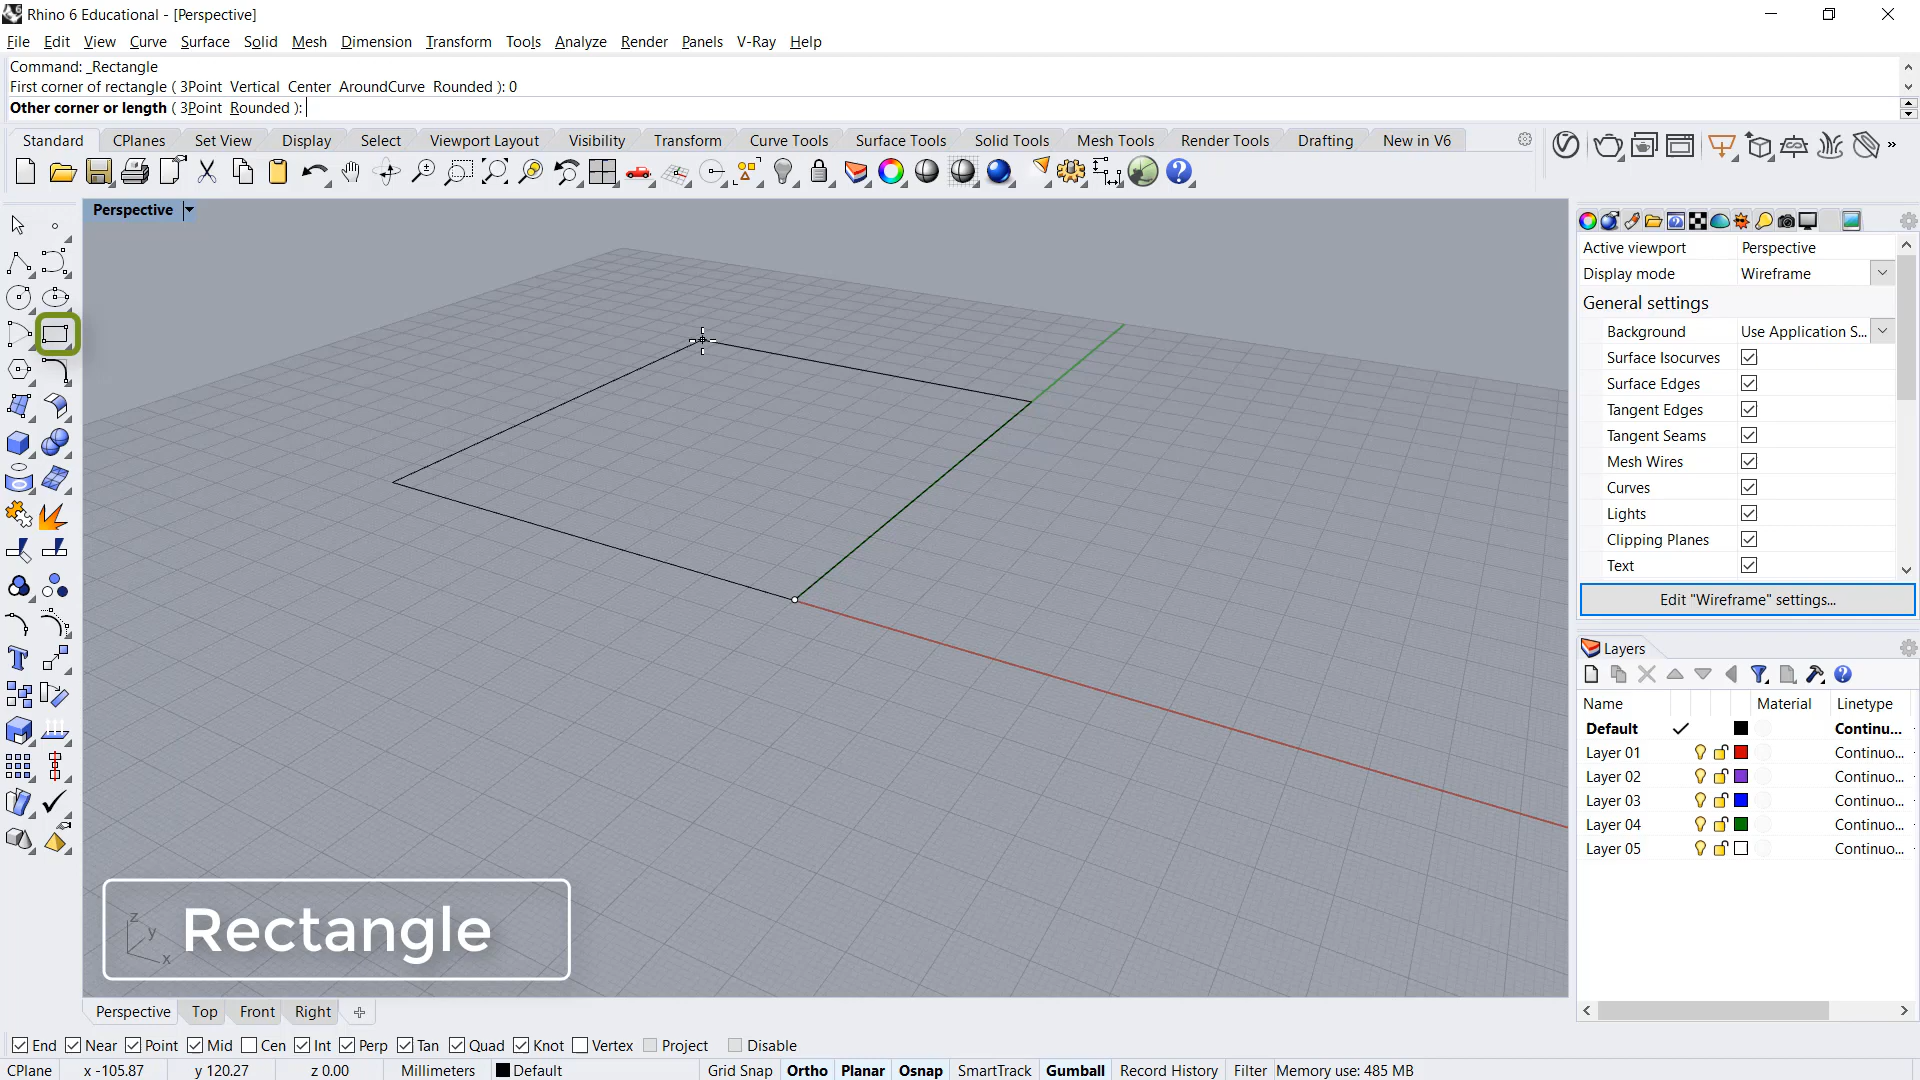 Rhino 6 Educational - [Perspective]
File Edit View Curve Surface Solid Mesh Dimension Transform Tools Analyze Render Panels V-Ray Help
Command: _Rectangle
First corner of rectangle ( 3Point Vertical Center AroundCurve Rounded ): 0
Other corner or length ( 3Point Rounded ):
Standard CPlanes Set View Display Select Viewport Layout Visibility Transform Curve Tools Surface Tools Solid Tools Mesh Tools Render Tools Drafting New in V6
Perspective
Active viewport Perspective
Display mode Wireframe
General settings
Background Use Application S...
Surface Isocurves
Surface Edges
Tangent Edges
Tangent Seams
Mesh Wires
Curves
Lights
Clipping Planes
Text
Edit "Wireframe" settings...
Layers
Name Material Linetype
Default Continu...
Layer 01 Continuo...
Layer 02 Continuo...
Layer 03 Continuo...
Layer 04 Continuo...
Layer 05 Continuo...
z y x
Rectangle
Perspective Top Front Right
End Near Point Mid Cen Int Perp Tan Quad Knot Vertex Project Disable
CPlane x -105.87 y 120.27 z 0.00 Millimeters Default Grid Snap Ortho Planar Osnap SmartTrack Gumball Record History Filter Memory use: 485 MB